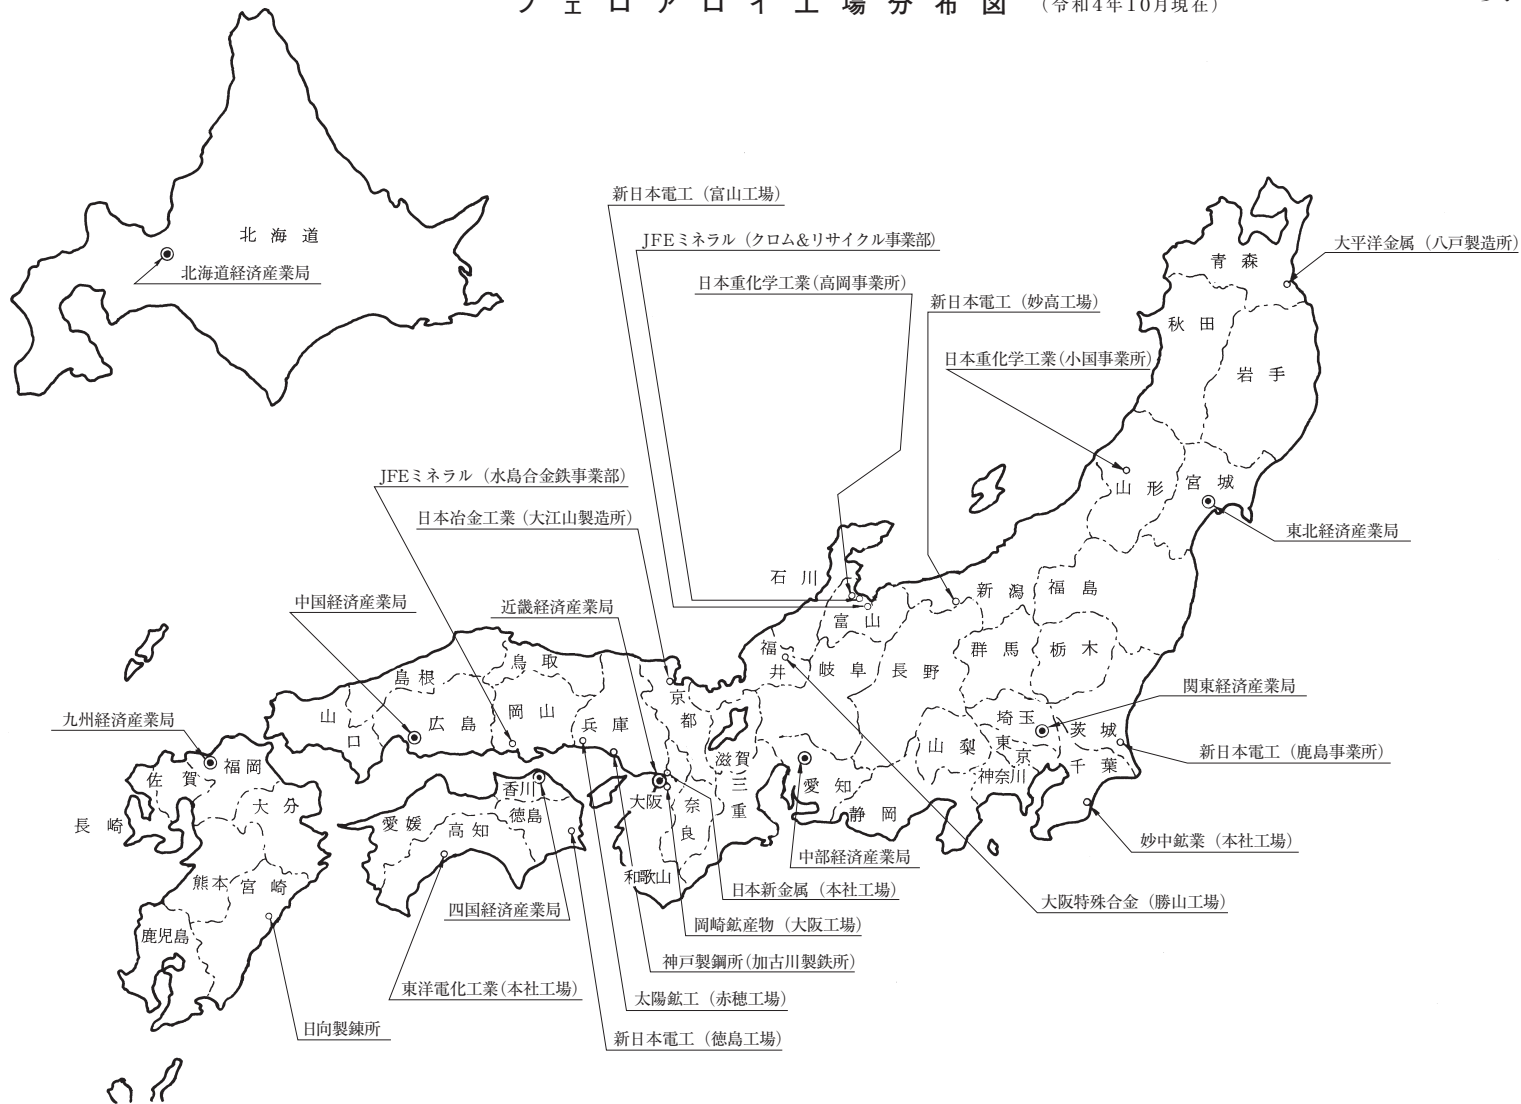 フェロアロイ工場分布図 (令和4年10月現在)
新日本電工(富山工場)
JFEミネラル(クロム&リサイクル事業部)
日本重化学工業(高岡事業所)
新日本電工(妙高工場)
日本重化学工業(小国事業所)
大平洋金属(八戸製造所)
北海道
北海道経済産業局
青森
秋田
岩手
山形
宮城
東北経済産業局
JFEミネラル(水島合金鉄事業部)
日本冶金工業(大江山製造所)
中国経済産業局
近畿経済産業局
石川
富山
新潟
福島
福井
岐阜
長野
群馬
栃木
関東経済産業局
埼玉
茨城
新日本電工(鹿島事業所)
東京
千葉
神奈川
山梨
静岡
愛知
中部経済産業局
妙中鉱業(本社工場)
大阪特殊合金(勝山工場)
鳥取
島根
岡山
広島
山口
兵庫
京都
滋賀
三重
奈良
大阪
和歌山
九州経済産業局
佐賀
福岡
大分
長崎
熊本
宮崎
鹿児島
愛媛
高知
香川
徳島
四国経済産業局
日本新金属(本社工場)
岡崎鉱産物(大阪工場)
神戸製鋼所(加古川製鉄所)
東洋電化工業(本社工場)
太陽鉱工(赤穂工場)
日向製錬所
新日本電工(徳島工場)